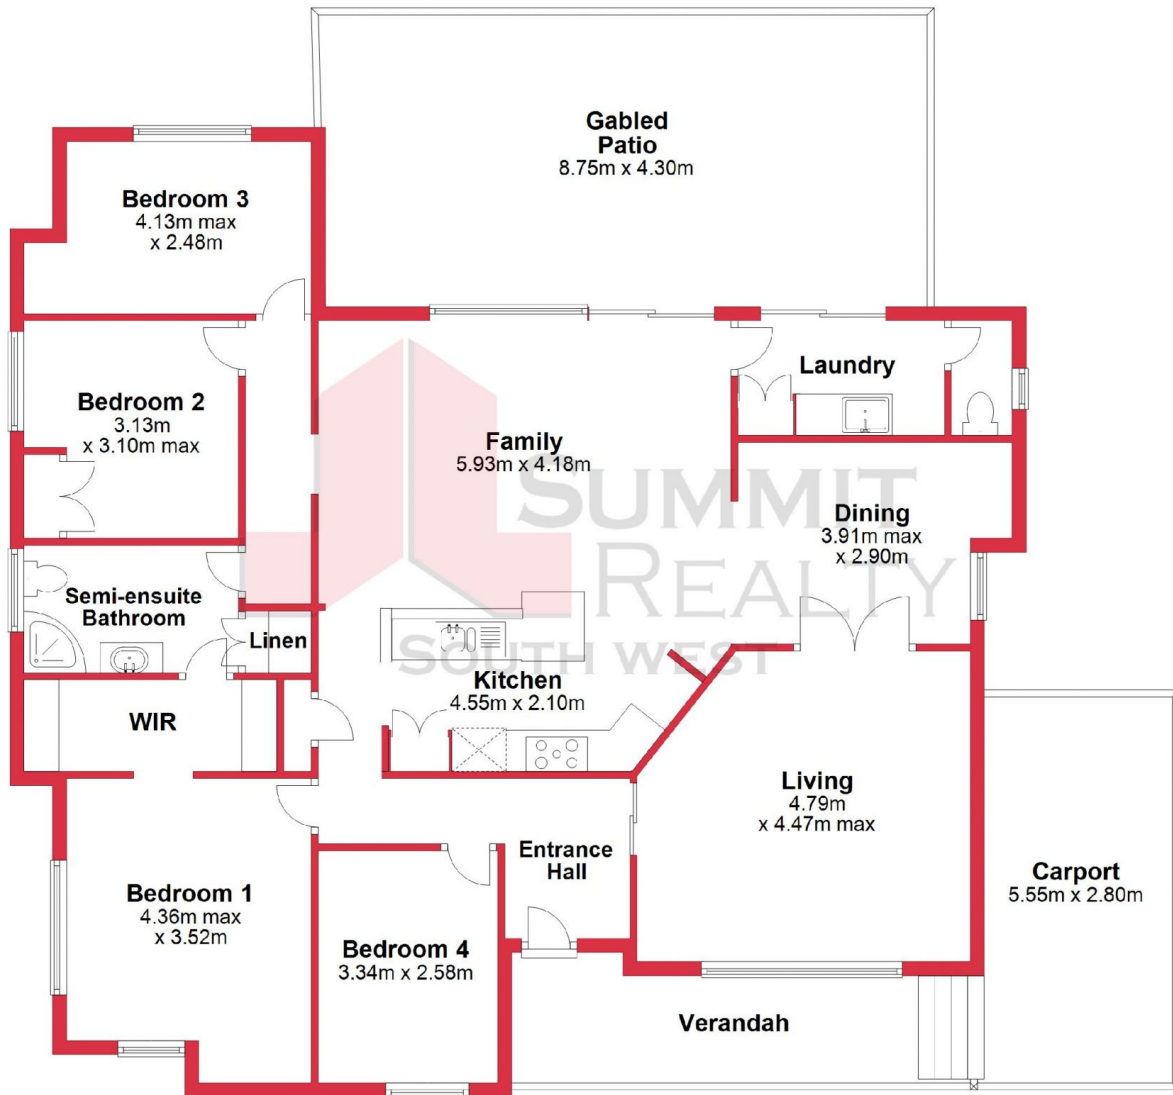 Gabled
Patio
8.75m x 4.30m
Bedroom 3
4.13m max
x 2.48m
Laundry
Bedroom 2
3.13m
x 3.10m max
Family
5.93m x 4.18m
SUMMIT
REALTY
SOUTH WEST
Dining
3.91m max
x 2.90m
Semi-ensuite
Bathroom
Linen
Kitchen
4.55m x 2.10m
WIR
Living
4.79m
x 4.47m max
Entrance
Hall
Carport
5.55m x 2.80m
Bedroom 1
4.36m max
x 3.52m
Bedroom 4
3.34m x 2.58m
Verandah